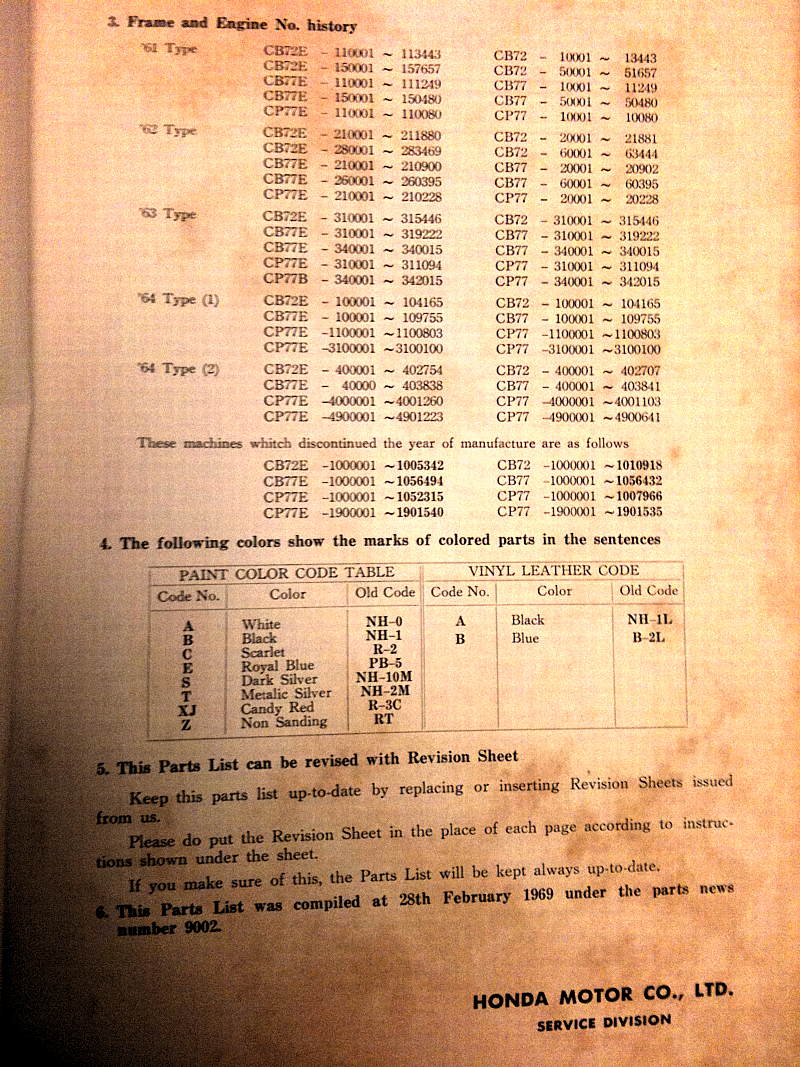 3. Frame and Engine No. history
'61 Type CB72E - 110001 ~ 113443 CB72 - 10001 ~ 13443
CB72E - 150001 ~ 157657 CB72 - 50001 ~ 51657
CB77E - 110001 ~ 111249 CB77 - 10001 ~ 11249
CB77E - 150001 ~ 150480 CB77 - 50001 ~ 50480
CP77E - 110001 ~ 110080 CP77 - 10001 ~ 10080
'62 Type CB72E - 210001 ~ 211880 CB72 - 20001 ~ 21881
CB72E - 280001 ~ 283469 CB72 - 60001 ~ 63444
CB77E - 210001 ~ 210900 CB77 - 20001 ~ 20902
CB77E - 260001 ~ 260395 CB77 - 60001 ~ 60395
CP77E - 210001 ~ 210228 CP77 - 20001 ~ 20228
'63 Type CB72E - 310001 ~ 315446 CB72 - 310001 ~ 315446
CB77E - 310001 ~ 319222 CB77 - 310001 ~ 319222
CB77E - 340001 ~ 340015 CB77 - 340001 ~ 340015
CP77E - 310001 ~ 311094 CP77 - 310001 ~ 311094
CP77B - 340001 ~ 342015 CP77 - 340001 ~ 342015
'64 Type (1) CB72E - 100001 ~ 104165 CB72 - 100001 ~ 104165
CB77E - 100001 ~ 109755 CB77 - 100001 ~ 109755
CP77E -1100001 ~1100803 CP77 -1100001 ~1100803
CP77E -3100001 ~3100100 CP77 -3100001 ~3100100
'64 Type (2) CB72E - 400001 ~ 402754 CB72 - 400001 ~ 402707
CB77E - 40000 ~ 403838 CB77 - 400001 ~ 403841
CP77E -4000001 ~4001260 CP77 -4000001 ~4001103
CP77E -4900001 ~4901223 CP77 -4900001 ~4900641
These machines whitch discontinued the year of manufacture are as follows
CB72E -1000001 ~1005342 CB72 -1000001 ~1010918
CB77E -1000001 ~1056494 CB77 -1000001 ~1056432
CP77E -1000001 ~1052315 CP77 -1000001 ~1007966
CP77E -1900001 ~1901540 CP77 -1900001 ~1901535
4. The following colors show the marks of colored parts in the sentences
PAINT COLOR CODE TABLE VINYL LEATHER CODE
Code No. Color Old Code Code No. Color Old Code
A White NH-0 A Black NH-1L
B Black NH-1 B Blue B-2L
C Scarlet R-2
E Royal Blue PB-5
S Dark Silver NH-10M
T Metalic Silver NH-2M
XJ Candy Red R-3C
Z Non Sanding RT
5. This Parts List can be revised with Revision Sheet
Keep this parts list up-to-date by replacing or inserting Revision Sheets issued
from us.
Please do put the Revision Sheet in the place of each page according to instruc-
tions shown under the sheet.
If you make sure of this, the Parts List will be kept always up-to-date.
6. This Parts List was compiled at 28th February 1969 under the parts news
number 9002.
HONDA MOTOR CO., LTD.
SERVICE DIVISION